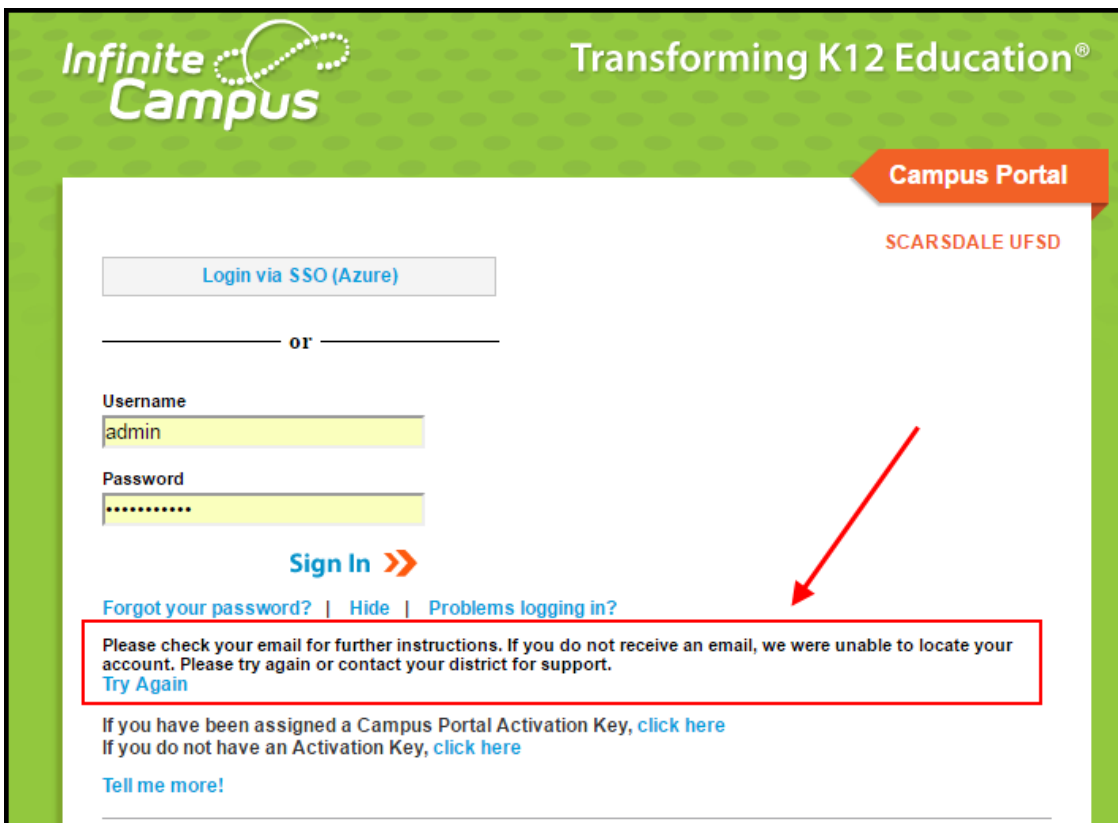 Infinite
Campus
Transforming K12 Education®
Campus Portal
SCARSDALE UFSD
Login via SSO (Azure)
or
Username
admin
Password
•••••••••••
Sign In
Forgot your password? | Hide | Problems logging in?
Please check your email for further instructions. If you do not receive an email, we were unable to locate your
account. Please try again or contact your district for support.
Try Again
If you have been assigned a Campus Portal Activation Key, click here
If you do not have an Activation Key, click here
Tell me more!